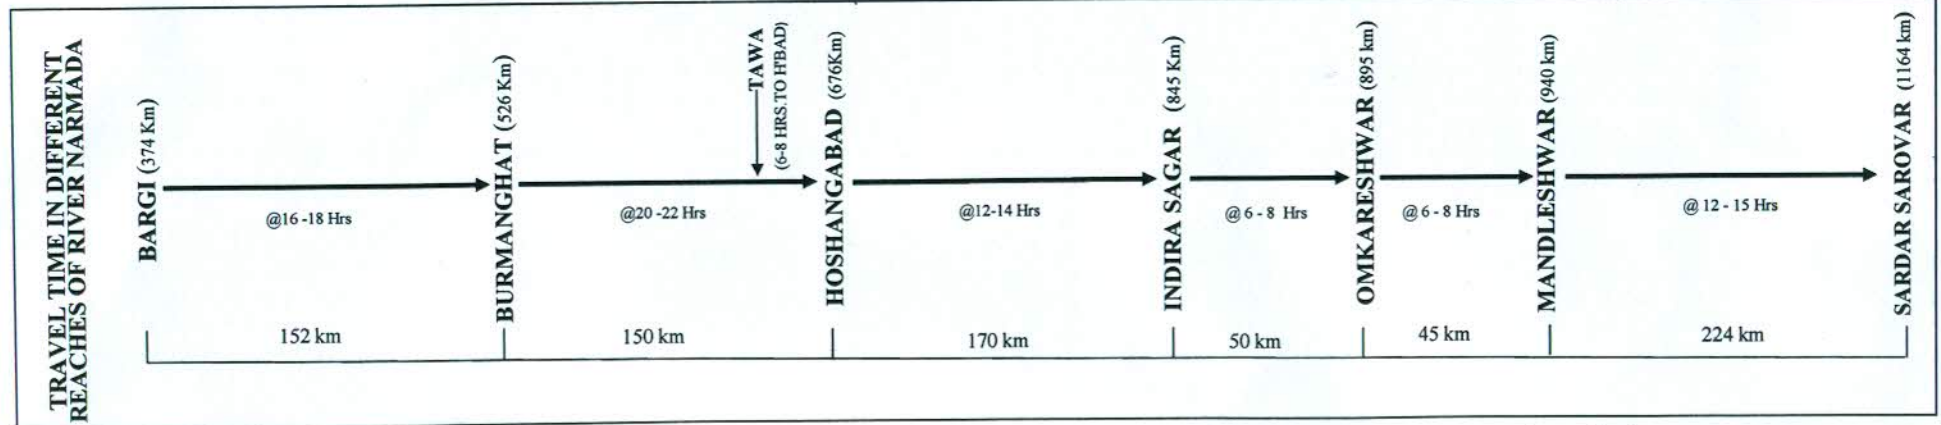 TRAVEL TIME IN DIFFERENT
REACHES OF RIVER NARMADA
BARGI (374 Km)
@16 -18 Hrs
BURMANGHAT (526 Km)
@20 -22 Hrs
TAWA
(6-8 HRS.TO H'BAD)
HOSHANGABAD (676Km)
@12-14 Hrs
INDIRA SAGAR (845 Km)
@ 6 - 8 Hrs
OMKARESHWAR (895 km)
@ 6 - 8 Hrs
MANDLESHWAR (940 km)
@ 12 - 15 Hrs
SARDAR SAROVAR (1164 km)
152 km
150 km
170 km
50 km
45 km
224 km